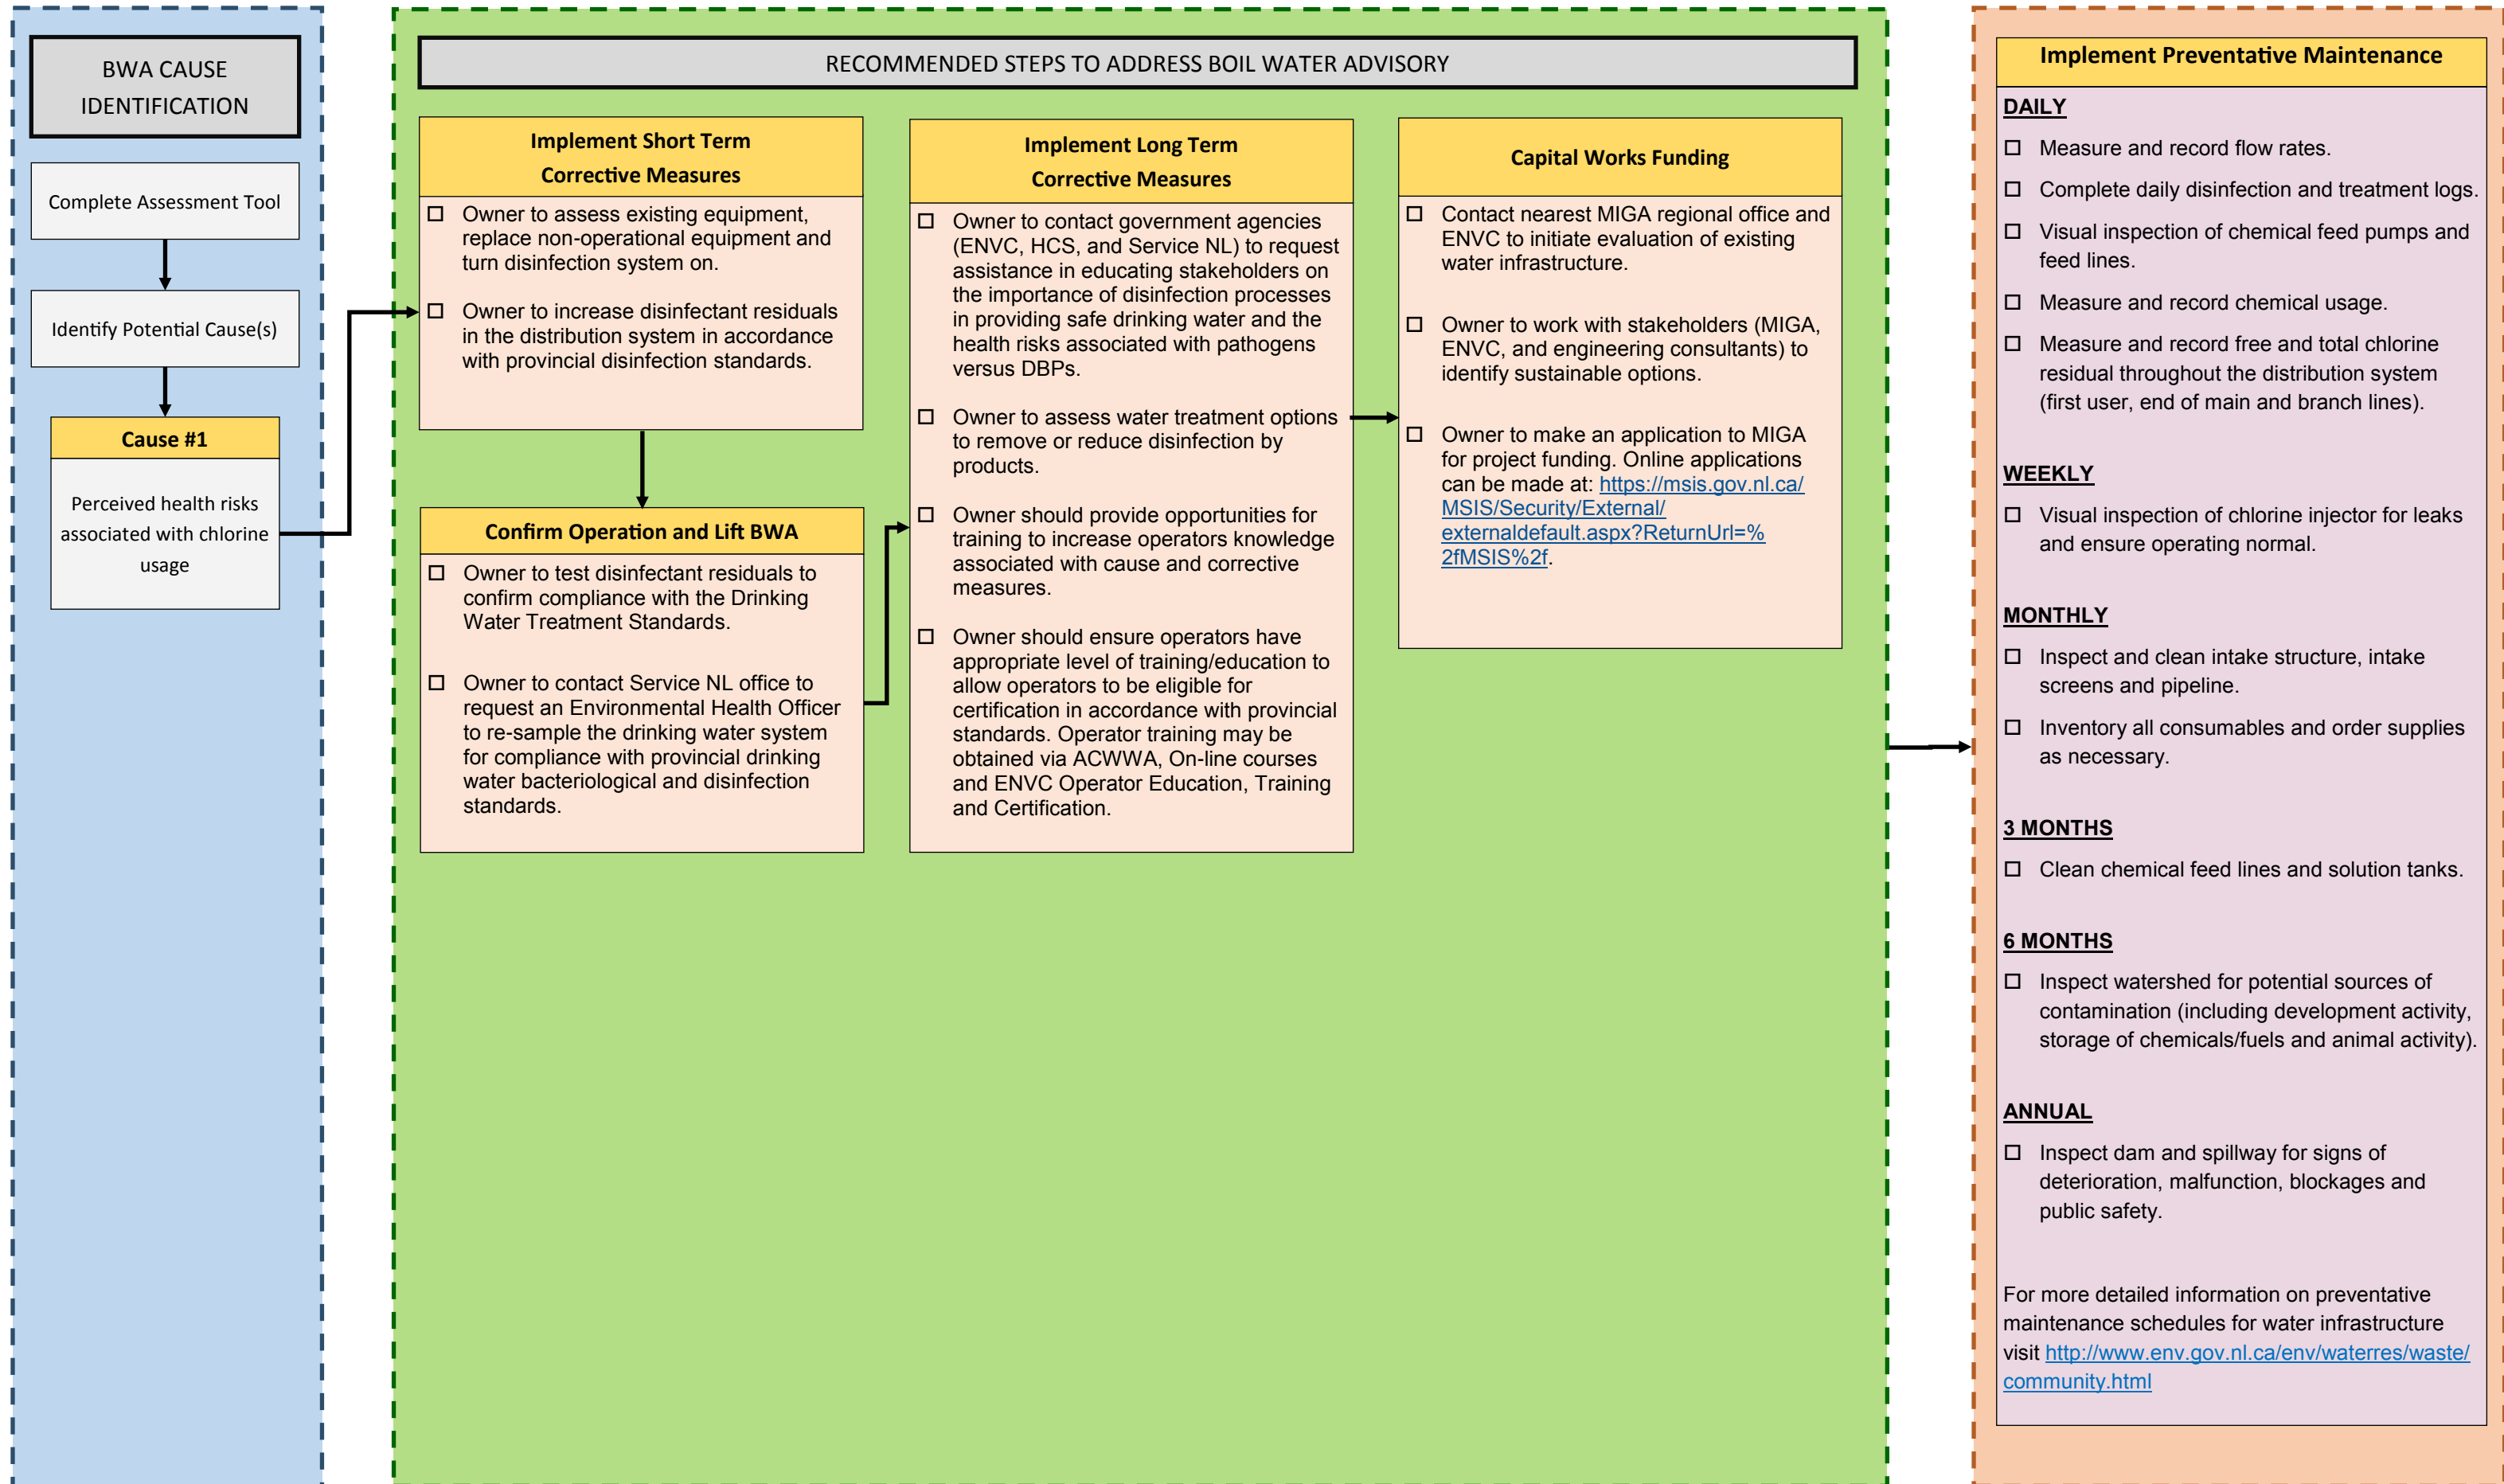 BWA CAUSE
IDENTIFICATION
Complete Assessment Tool
Identify Potential Cause(s)
Cause #1
Perceived health risks
associated with chlorine
usage
RECOMMENDED STEPS TO ADDRESS BOIL WATER ADVISORY
Implement Short Term
Corrective Measures
☐ Owner to assess existing equipment,
replace non-operational equipment and
turn disinfection system on.
☐ Owner to increase disinfectant residuals
in the distribution system in accordance
with provincial disinfection standards.
Confirm Operation and Lift BWA
☐ Owner to test disinfectant residuals to
confirm compliance with the Drinking
Water Treatment Standards.
☐ Owner to contact Service NL office to
request an Environmental Health Officer
to re-sample the drinking water system
for compliance with provincial drinking
water bacteriological and disinfection
standards.
Implement Long Term
Corrective Measures
☐ Owner to contact government agencies
(ENVC, HCS, and Service NL) to request
assistance in educating stakeholders on
the importance of disinfection processes
in providing safe drinking water and the
health risks associated with pathogens
versus DBPs.
☐ Owner to assess water treatment options
to remove or reduce disinfection by
products.
☐ Owner should provide opportunities for
training to increase operators knowledge
associated with cause and corrective
measures.
☐ Owner should ensure operators have
appropriate level of training/education to
allow operators to be eligible for
certification in accordance with provincial
standards. Operator training may be
obtained via ACWWA, On-line courses
and ENVC Operator Education, Training
and Certification.
Capital Works Funding
☐ Contact nearest MIGA regional office and
ENVC to initiate evaluation of existing
water infrastructure.
☐ Owner to work with stakeholders (MIGA,
ENVC, and engineering consultants) to
identify sustainable options.
☐ Owner to make an application to MIGA
for project funding. Online applications
can be made at: https://msis.gov.nl.ca/
MSIS/Security/External/
externaldefault.aspx?ReturnUrl=%
2fMSIS%2f.
Implement Preventative Maintenance
DAILY
☐ Measure and record flow rates.
☐ Complete daily disinfection and treatment logs.
☐ Visual inspection of chemical feed pumps and
feed lines.
☐ Measure and record chemical usage.
☐ Measure and record free and total chlorine
residual throughout the distribution system
(first user, end of main and branch lines).
WEEKLY
☐ Visual inspection of chlorine injector for leaks
and ensure operating normal.
MONTHLY
☐ Inspect and clean intake structure, intake
screens and pipeline.
☐ Inventory all consumables and order supplies
as necessary.
3 MONTHS
☐ Clean chemical feed lines and solution tanks.
6 MONTHS
☐ Inspect watershed for potential sources of
contamination (including development activity,
storage of chemicals/fuels and animal activity).
ANNUAL
☐ Inspect dam and spillway for signs of
deterioration, malfunction, blockages and
public safety.
For more detailed information on preventative
maintenance schedules for water infrastructure
visit http://www.env.gov.nl.ca/env/waterres/waste/
community.html